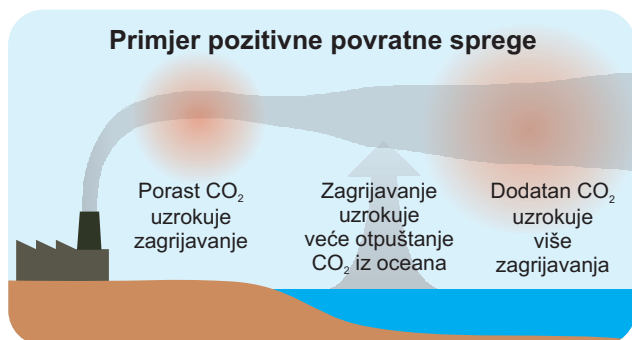 Primjer pozitivne povratne sprege
Porast CO₂
uzrokuje
zagrijavanje
Zagrijavanje
uzrokuje
veće otpuštanje
CO₂ iz oceana
Dodatan CO₂
uzrokuje
više
zagrijavanja